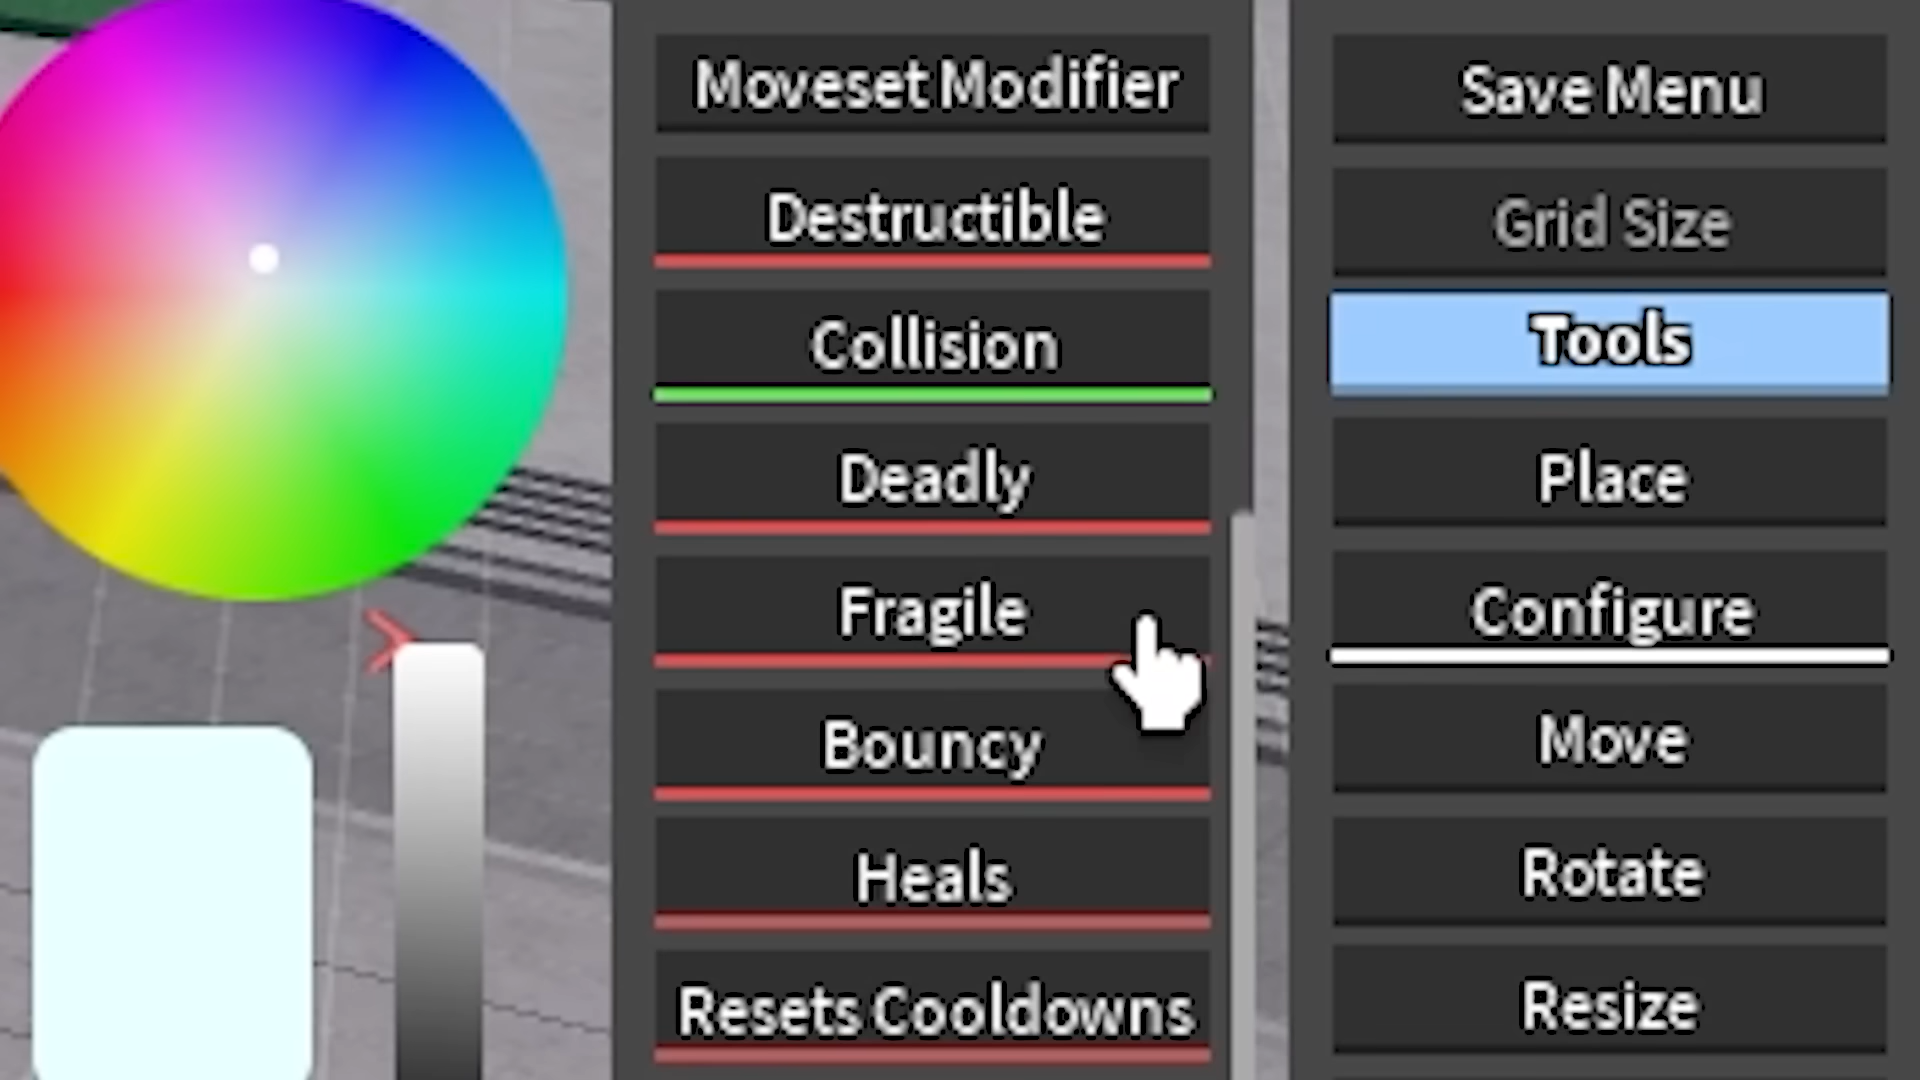 Moveset Modifier
Destructible
Collision
Deadly
Fragile
Bouncy
Heals
Resets Cooldowns
Save Menu
Grid Size
Tools
Place
Configure
Move
Rotate
Resize